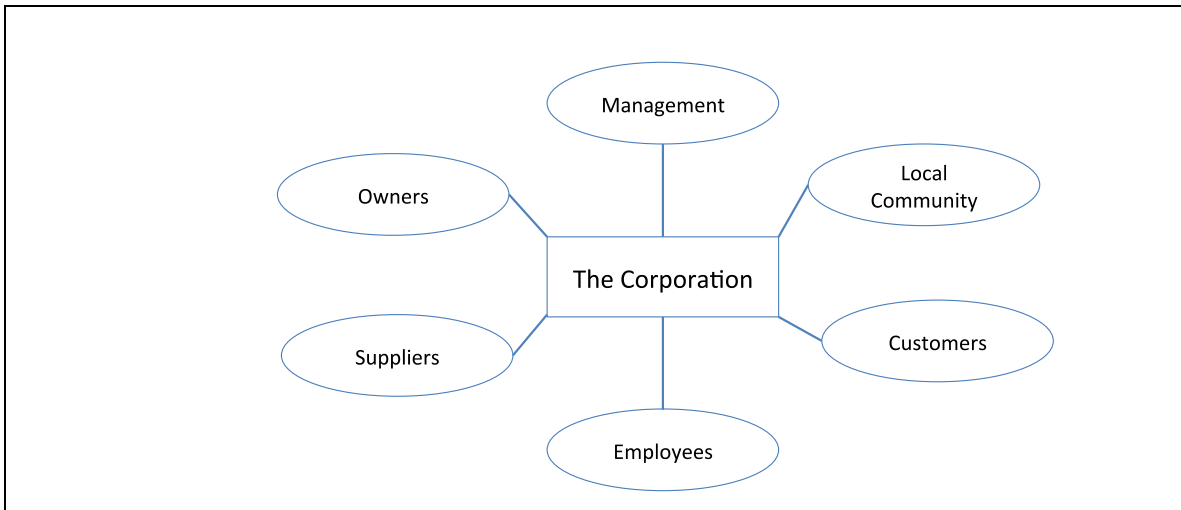 Management
Local
Community
Owners
The Corporation
Customers
Suppliers
Employees